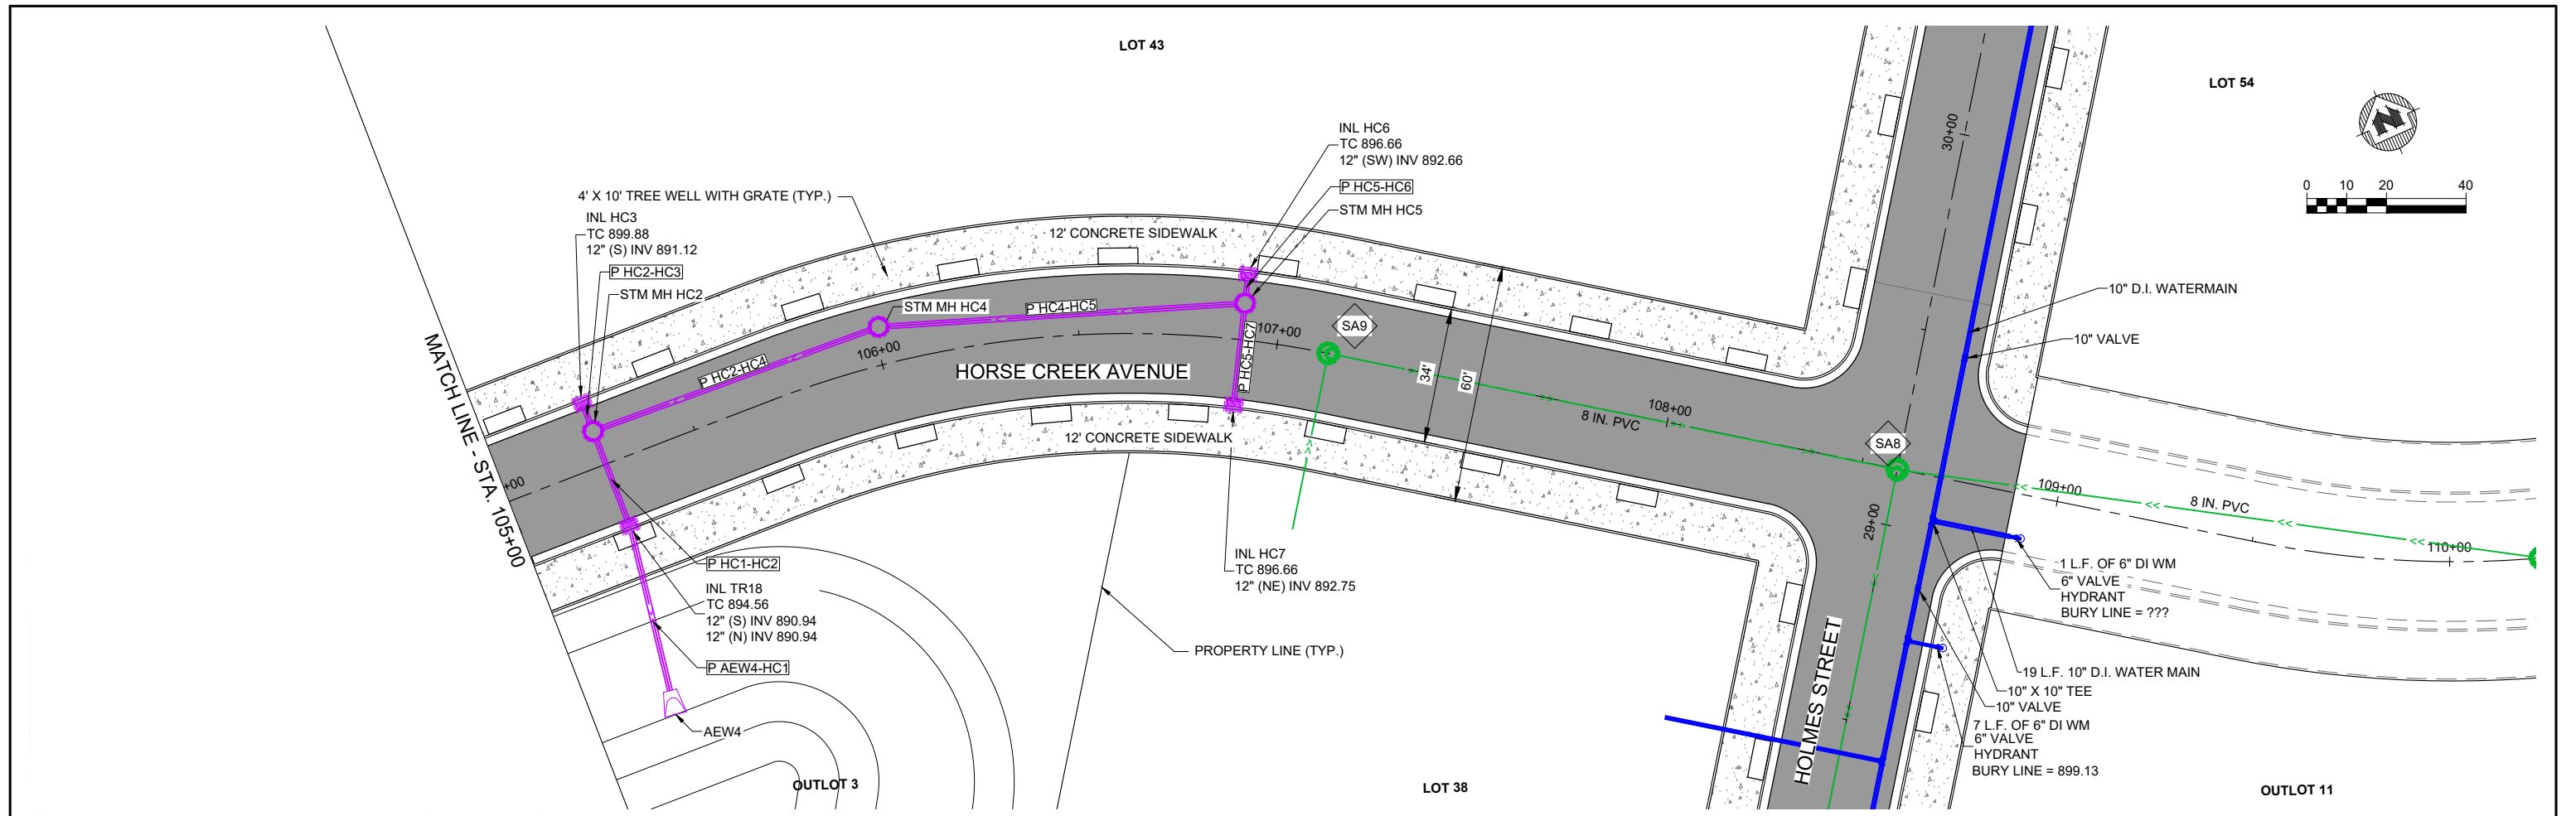 LOT 43
LOT 54
N
0 10 20 40
INL HC6
TC 896.66
12" (SW) INV 892.66
P HC5-HC6
STM MH HC5
4' X 10' TREE WELL WITH GRATE (TYP.)
INL HC3
TC 899.88
12" (S) INV 891.12
P HC2-HC3
STM MH HC2
12' CONCRETE SIDEWALK
STM MH HC4
P HC4-HC5
P HC2-HC4
106+00
107+00
SA9
P HC5-HC7
HORSE CREEK AVENUE
34'
60'
108+00
8 IN. PVC
30+00
10" D.I. WATERMAIN
10" VALVE
SA8
109+00
8 IN. PVC
110+00
29+00
MATCH LINE - STA. 105+00
+00
12' CONCRETE SIDEWALK
P HC1-HC2
INL TR18
TC 894.56
12" (S) INV 890.94
12" (N) INV 890.94
P AEW4-HC1
AEW4
INL HC7
TC 896.66
12" (NE) INV 892.75
PROPERTY LINE (TYP.)
1 L.F. OF 6" DI WM
6" VALVE
HYDRANT
BURY LINE = ???
19 L.F. 10" D.I. WATER MAIN
10" X 10" TEE
10" VALVE
7 L.F. OF 6" DI WM
6" VALVE
HYDRANT
BURY LINE = 899.13
HOLMES STREET
OUTLOT 3
LOT 38
OUTLOT 11